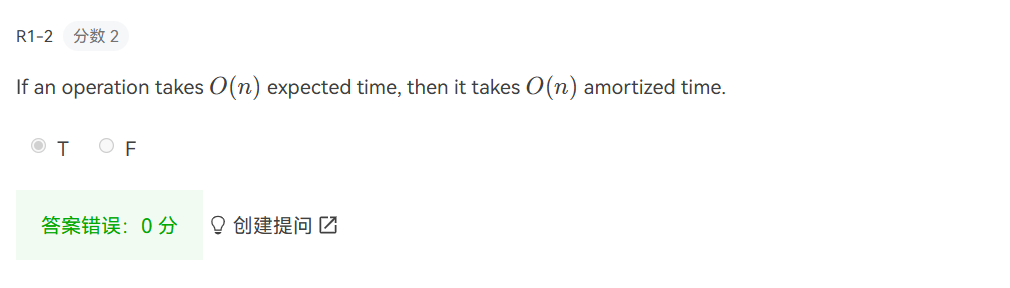 R1-2 分数 2
If an operation takes O(n) expected time, then it takes O(n) amortized time.
T F
答案错误：0 分 创建提问